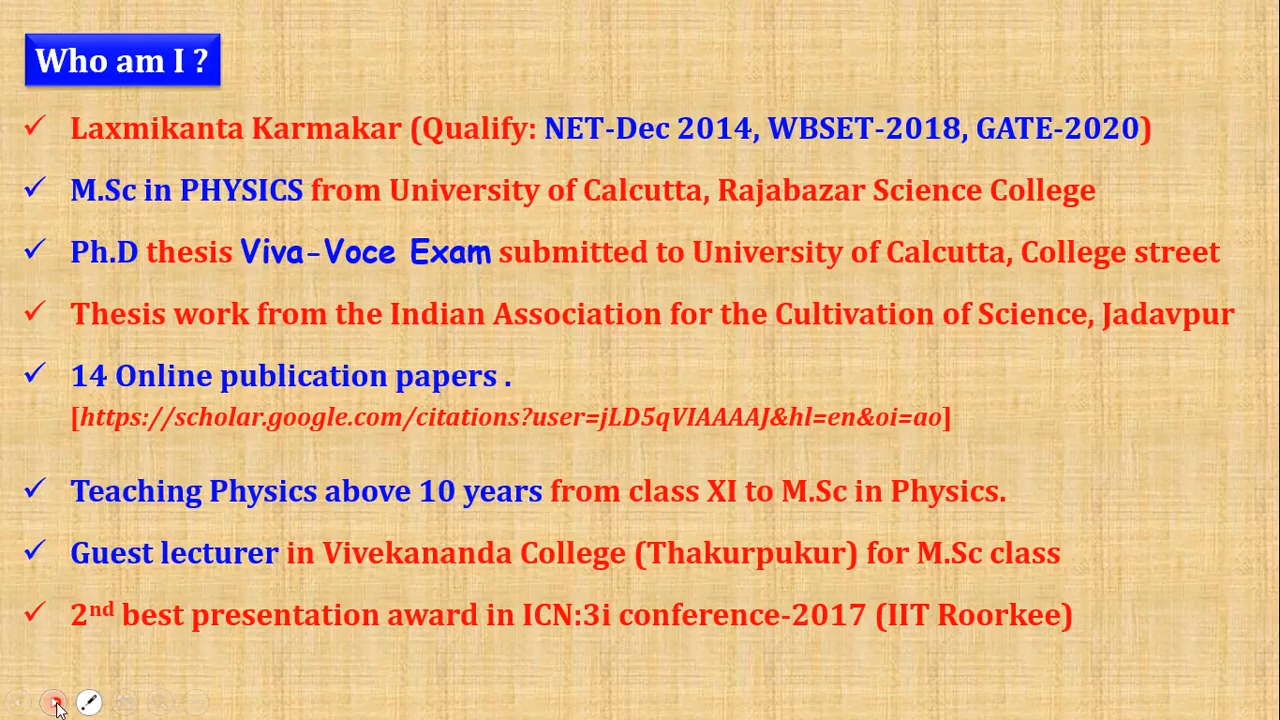 Who am I ?
Laxmikanta Karmakar (Qualify: NET-Dec 2014, WBSET-2018, GATE-2020)
M.Sc in PHYSICS from University of Calcutta, Rajabazar Science College
Ph.D thesis Viva-Voce Exam submitted to University of Calcutta, College street
Thesis work from the Indian Association for the Cultivation of Science, Jadavpur
14 Online publication papers .
[https://scholar.google.com/citations?user=jLD5qVIAAAAJ&hl=en&oi=ao]
Teaching Physics above 10 years from class XI to M.Sc in Physics.
Guest lecturer in Vivekananda College (Thakurpukur) for M.Sc class
2nd best presentation award in ICN:3i conference-2017 (IIT Roorkee)